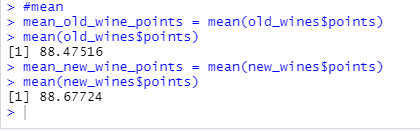 > #mean
> mean_old_wine_points = mean(old_wines$points)
> mean(old_wines$points)
[1] 88.47516
> mean_new_wine_points = mean(new_wines$points)
> mean(new_wines$points)
[1] 88.67724
>